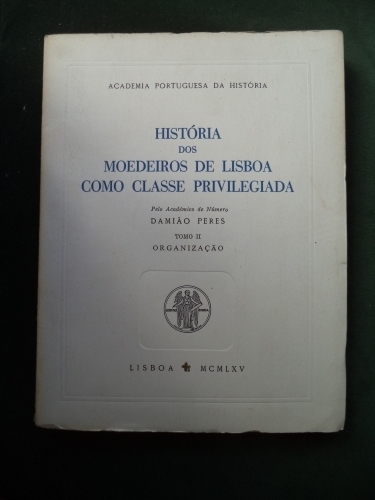 ACADEMIA PORTUGUESA DA HISTÓRIA
HISTÓRIA
DOS
MOEDEIROS DE LISBOA
COMO CLASSE PRIVILEGIADA
Pelo Académico de Número
DAMIÃO PERES
TOMO II
ORGANIZAÇÃO
LISBOA MCMLXV